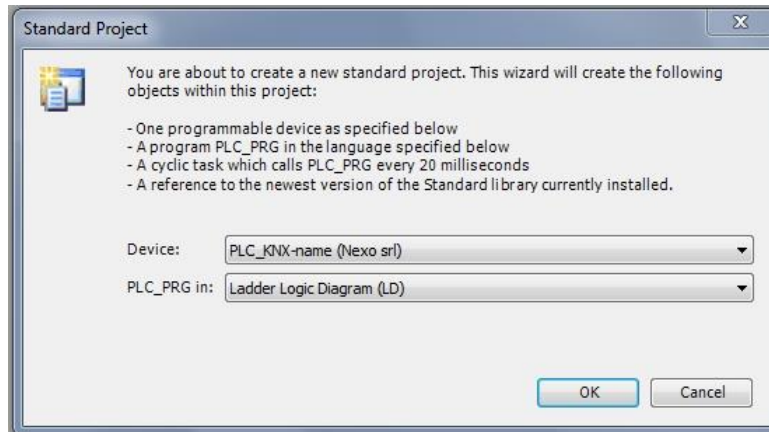 Standard Project
You are about to create a new standard project. This wizard will create the following
objects within this project:
- One programmable device as specified below
- A program PLC_PRG in the language specified below
- A cyclic task which calls PLC_PRG every 20 milliseconds
- A reference to the newest version of the Standard library currently installed.
Device: PLC_KNX-name (Nexo srl)
PLC_PRG in: Ladder Logic Diagram (LD)
OK Cancel